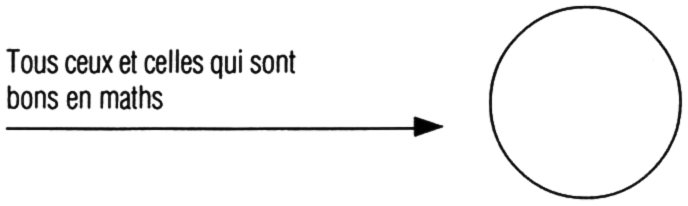 Tous ceux et celles qui sont
bons en maths